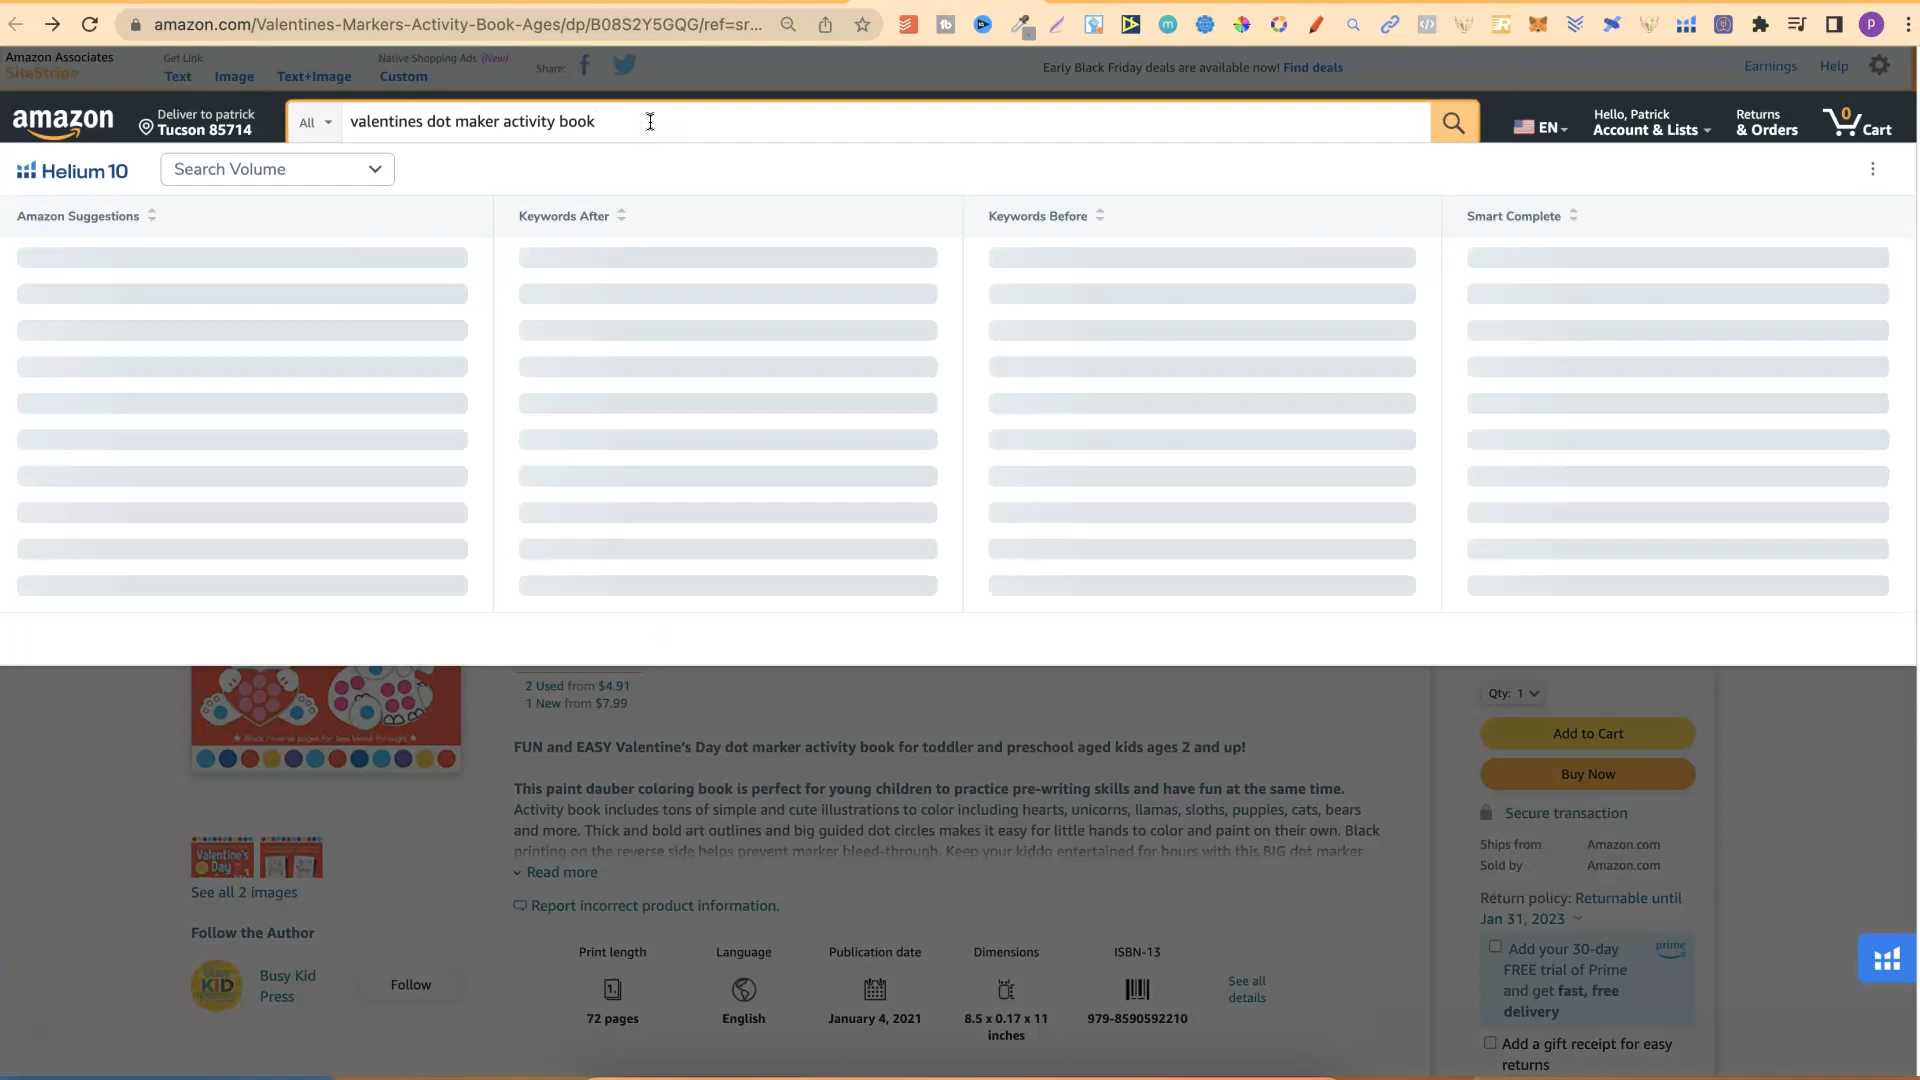 amazon.com/Valentines-Markers-Activity-Book-Ages/dp/B08S2Y5GQG/ref=sr...
Amazon Associates
SiteStripe
Get Link:
Text Image Text+Image
Native Shopping Ads (New)
Custom
Share:
Early Black Friday deals are available now! Find deals
Earnings Help
amazon
Deliver to patrick
Tucson 85714
All
valentines dot maker activity book
EN
Hello, Patrick
Account & Lists
Returns
& Orders
0
Cart
Helium 10
Search Volume
Amazon Suggestions
Keywords After
Keywords Before
Smart Complete
2 Used from $4.91
1 New from $7.99
Qty: 1
Add to Cart
Buy Now
Secure transaction
Ships from Amazon.com
Sold by Amazon.com
Return policy: Returnable until
Jan 31, 2023
Add your 30-day
FREE trial of Prime
and get fast, free
delivery
prime
Add a gift receipt for easy
returns
★ Black reverse pages for less bleed-through! ★
FUN and EASY Valentine's Day dot marker activity book for toddler and preschool aged kids ages 2 and up!
This paint dauber coloring book is perfect for young children to practice pre-writing skills and have fun at the same time.
Activity book includes tons of simple and cute illustrations to color including hearts, unicorns, llamas, sloths, puppies, cats, bears
and more. Thick and bold art outlines and big guided dot circles makes it easy for little hands to color and paint on their own. Black
printing on the reverse side helps prevent marker bleed-through. Keep your kiddo entertained for hours with this BIG dot marker
Read more
Report incorrect product information.
Valentine's
Day
See all 2 images
Follow the Author
Busy
KID
Busy Kid
Press
Follow
Print length
72 pages
Language
English
Publication date
January 4, 2021
Dimensions
8.5 x 0.17 x 11
inches
ISBN-13
979-8590592210
See all
details